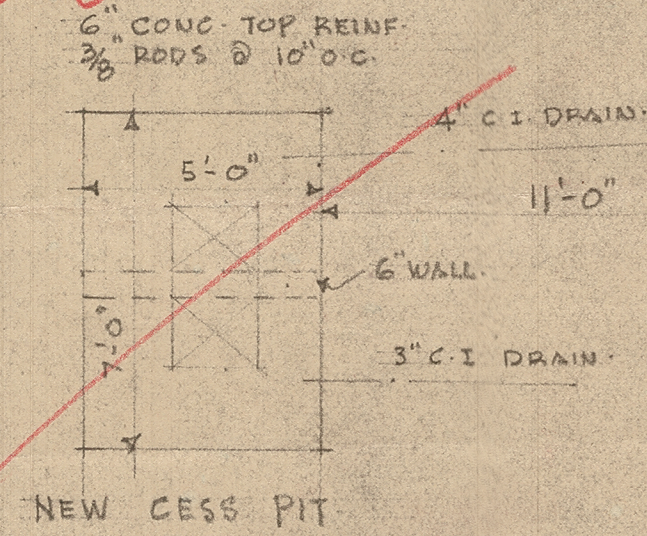 6" CONC. TOP REINF.
3/8" RODS @ 10" O.C.
4" C I. DRAIN.
5'-0"
11'-0"
6" WALL.
7'-0"
3" C.I DRAIN.
NEW CESS PIT